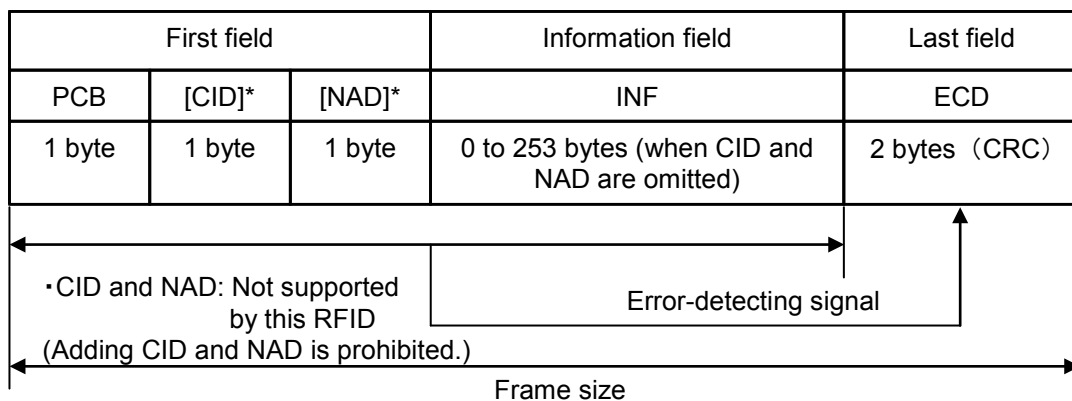 First field Information field Last field
PCB [CID]* [NAD]* INF ECD
1 byte 1 byte 1 byte 0 to 253 bytes (when CID and 2 bytes（CRC）
NAD are omitted)
・CID and NAD: Not supported
by this RFID
(Adding CID and NAD is prohibited.)
Error-detecting signal
Frame size